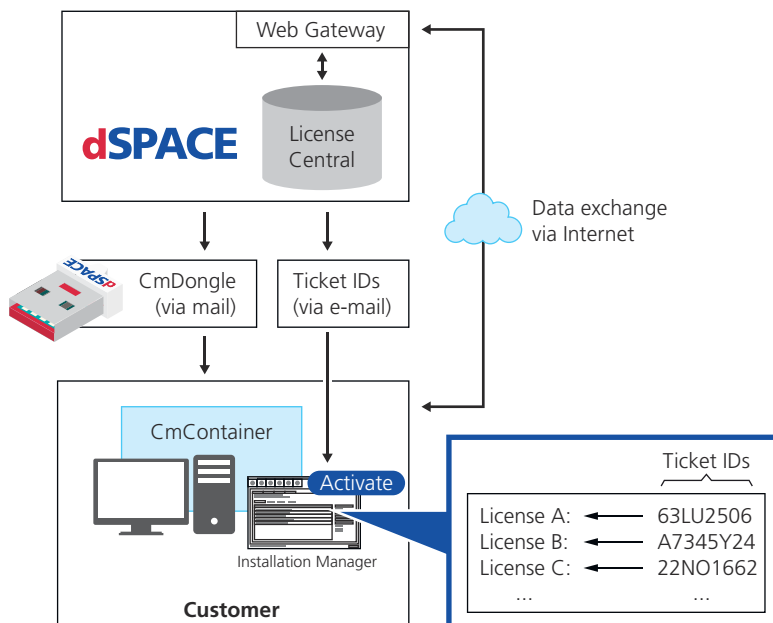 Web Gateway
License
Central
dSPACE
Data exchange
via Internet
dSPACE
CmDongle
(via mail)
Ticket IDs
(via e-mail)
CmContainer
Activate
Installation Manager
Customer
Ticket IDs
License A: 63LU2506
License B: A7345Y24
License C: 22NO1662
... ...